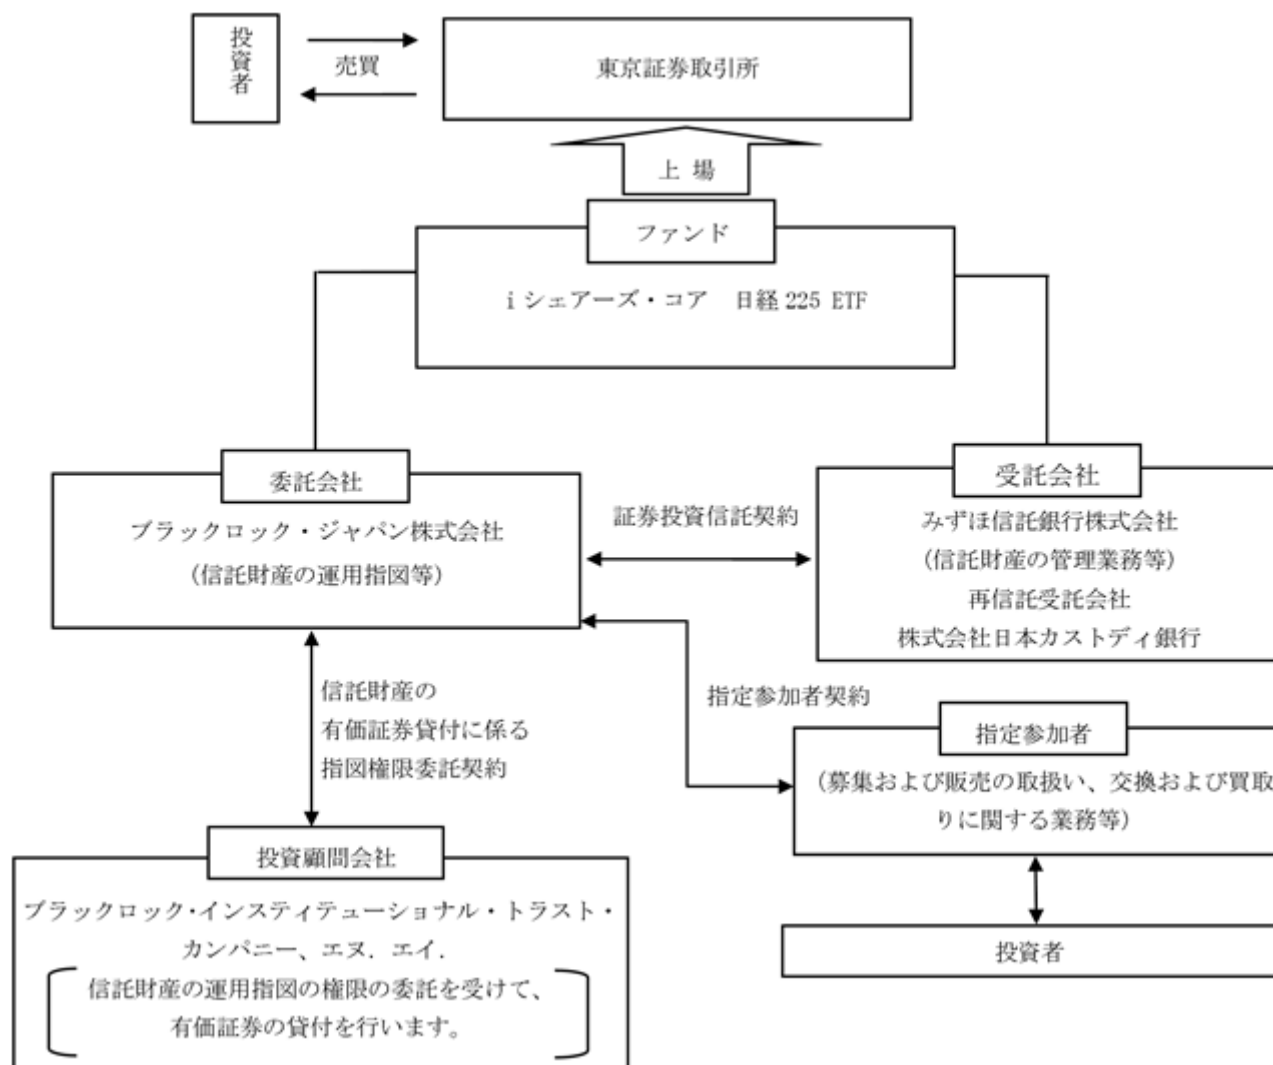 投資者
売買
東京証券取引所
上 場
ファンド
i シェアーズ・コア　日経 225 ETF
委託会社
ブラックロック・ジャパン株式会社
(信託財産の運用指図等)
証券投資信託契約
受託会社
みずほ信託銀行株式会社
(信託財産の管理業務等)
再信託受託会社
株式会社日本カストディ銀行
信託財産の
有価証券貸付に係る
指図権限委託契約
指定参加者契約
指定参加者
(募集および販売の取扱い、交換および買取
りに関する業務等)
投資顧問会社
ブラックロック・インスティテューショナル・トラスト・
カンパニー、エヌ．エイ．
信託財産の運用指図の権限の委託を受けて、
有価証券の貸付を行います。
投資者